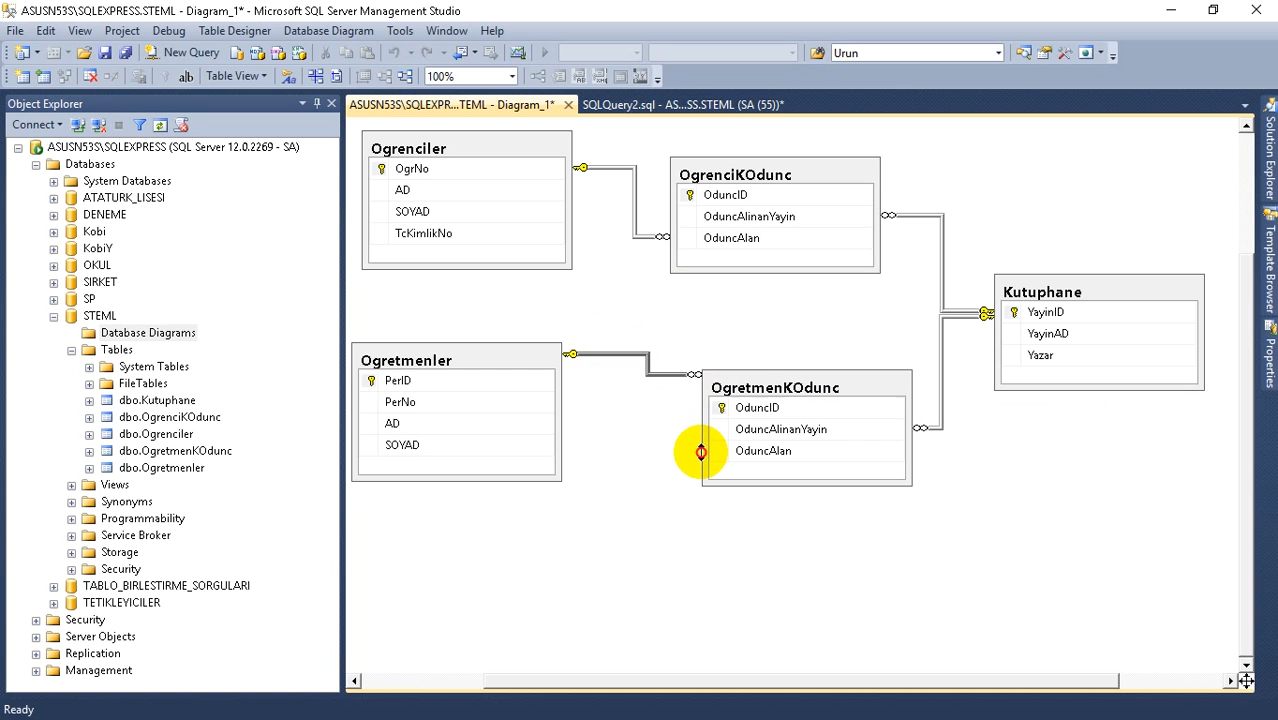 ASUSN53S\SQLEXPRESS.STEML - Diagram_1* - Microsoft SQL Server Management Studio
File Edit View Project Debug Table Designer Database Diagram Tools Window Help
New Query Urun
Table View 100%
Object Explorer
ASUSN53S\SQLEXPR...TEML - Diagram_1* SQLQuery2.sql - AS...SS.STEML (SA (55))*
Connect
ASUSN53S\SQLEXPRESS (SQL Server 12.0.2269 - SA)
Databases
System Databases
ATATURK_LISESI
DENEME
Kobi
KobiY
OKUL
SIRKET
SP
STEML
Database Diagrams
Tables
System Tables
FileTables
dbo.Kutuphane
dbo.OgrenciKOdunc
dbo.Ogrenciler
dbo.OgretmenKOdunc
dbo.Ogretmenler
Views
Synonyms
Programmability
Service Broker
Storage
Security
TABLO_BIRLESTIRME_SORGULARI
TETIKLEYICILER
Security
Server Objects
Replication
Management
Ogrenciler
OgrNo
AD
SOYAD
TcKimlikNo
OgrenciKOdunc
OduncID
OduncAlinanYayin
OduncAlan
Kutuphane
YayinID
YayinAD
Yazar
Ogretmenler
PerID
PerNo
AD
SOYAD
OgretmenKOdunc
OduncID
OduncAlinanYayin
OduncAlan
Solution Explorer
Template Browser
Properties
Ready